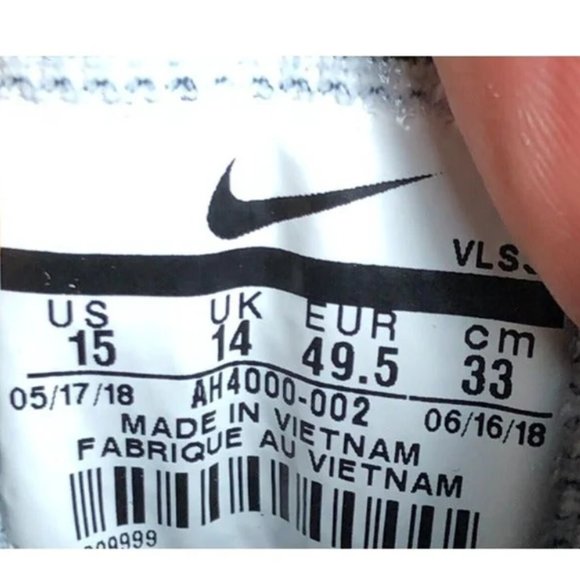 US UK EUR cm
15 14 49.5 33
05/17/18 AH4000-002 06/16/18
MADE IN VIETNAM
FABRIQUE AU VIETNAM